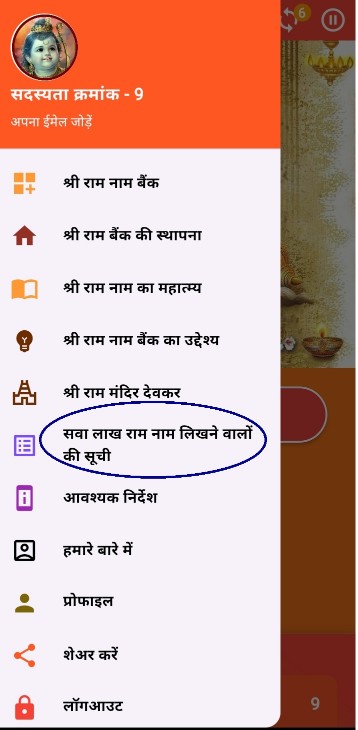 6
सदस्यता क्रमांक - 9
अपना ईमेल जोड़ें
श्री राम नाम बैंक
श्री राम बैंक की स्थापना
श्री राम नाम का महात्म्य
श्री राम नाम बैंक का उद्देश्य
श्री राम मंदिर देवकर
सवा लाख राम नाम लिखने वालों
की सूची
आवश्यक निर्देश
हमारे बारे में
प्रोफाइल
शेअर करें
लॉगआउट
9